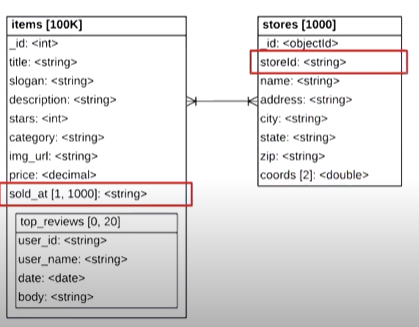 items [100K]
_id: <int>
title: <string>
slogan: <string>
description: <string>
stars: <int>
category: <string>
img_url: <string>
price: <decimal>
sold_at [1, 1000]: <string>
top_reviews [0, 20]
user_id: <string>
user_name: <string>
date: <date>
body: <string>
stores [1000]
_id: <objectId>
storeId: <string>
name: <string>
address: <string>
city: <string>
state: <string>
zip: <string>
coords [2]: <double>